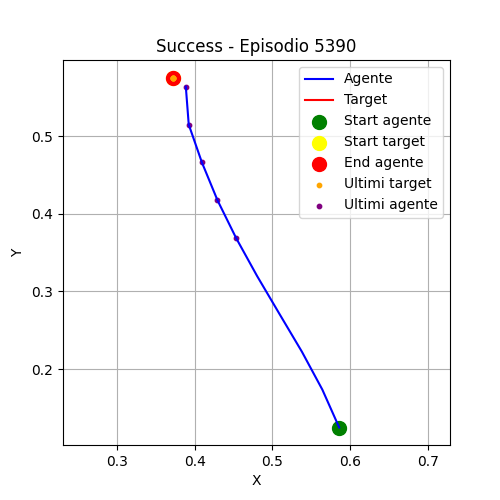 Success - Episodio 5390
Agente
Target
Start agente
Start target
End agente
Ultimi target
Ultimi agente
Y
0.5
0.4
0.3
0.2
0.3 0.4 0.5 0.6 0.7
X